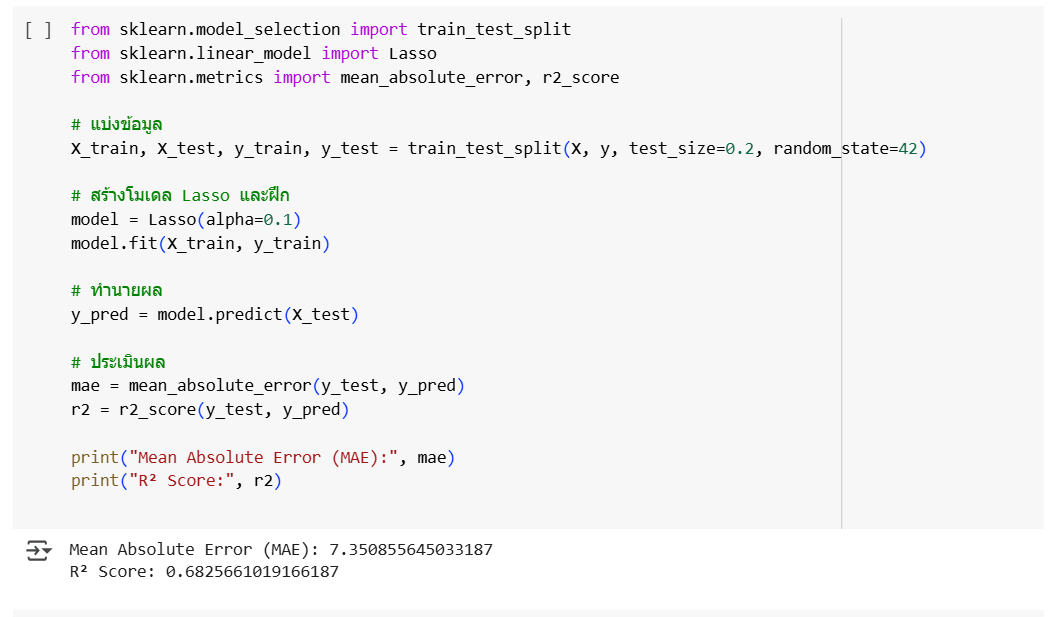 [ ] from sklearn.model_selection import train_test_split
from sklearn.linear_model import Lasso
from sklearn.metrics import mean_absolute_error, r2_score
# แบ่งข้อมูล
X_train, X_test, y_train, y_test = train_test_split(X, y, test_size=0.2, random_state=42)
# สร้างโมเดล Lasso และฝึก
model = Lasso(alpha=0.1)
model.fit(X_train, y_train)
# ทำนายผล
y_pred = model.predict(X_test)
# ประเมินผล
mae = mean_absolute_error(y_test, y_pred)
r2 = r2_score(y_test, y_pred)
print("Mean Absolute Error (MAE):", mae)
print("R² Score:", r2)
Mean Absolute Error (MAE): 7.350855645033187
R² Score: 0.6825661019166187